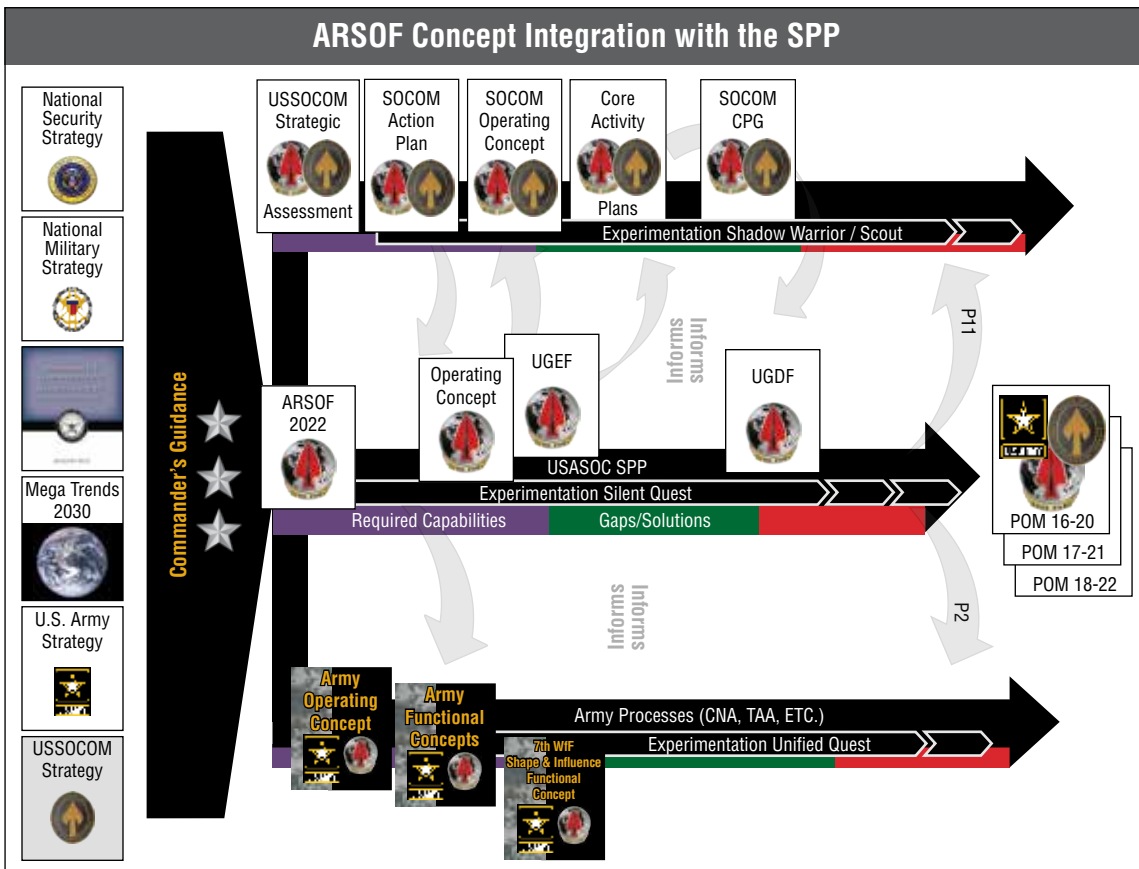 ARSOF Concept Integration with the SPP
National
Security
Strategy
National
Military
Strategy
Mega Trends
2030
U.S. Army
Strategy
USSOCOM
Strategy
Commander's Guidance
USSOCOM
Strategic
Assessment
SOCOM
Action
Plan
SOCOM
Operating
Concept
Core
Activity
Plans
SOCOM
CPG
Experimentation Shadow Warrior / Scout
Informs
Informs
P11
ARSOF
2022
Operating
Concept
UGEF
UGDF
USASOC SPP
Experimentation Silent Quest
Required Capabilities
Gaps/Solutions
U.S. ARMY
POM 16-20
POM 17-21
POM 18-22
Informs
Informs
P2
Army
Operating
Concept
Army
Functional
Concepts
7th WfF
Shape & Influence
Functional
Concept
Army Processes (CNA, TAA, ETC.)
Experimentation Unified Quest